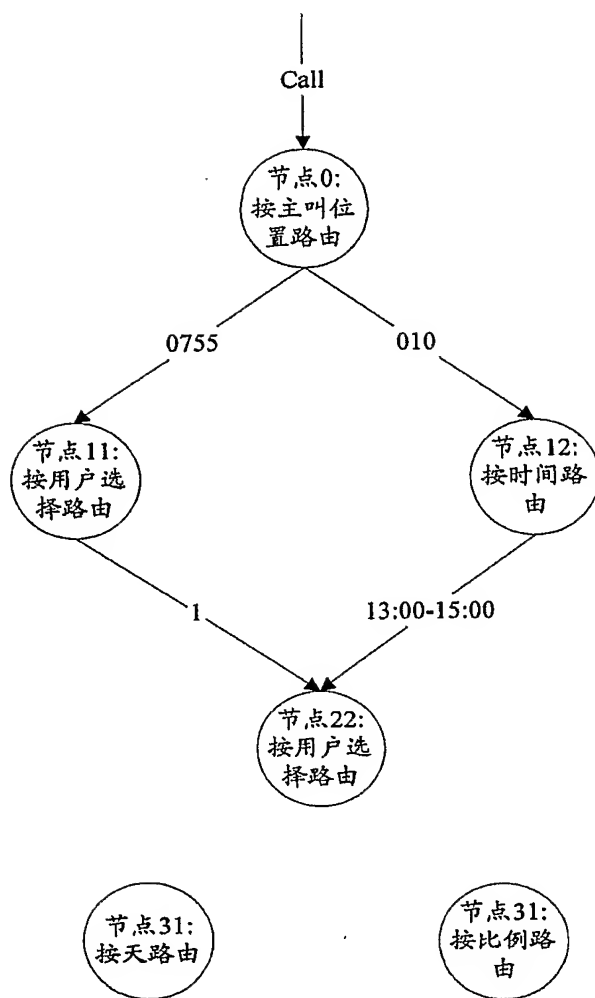 Call
节点0:
按主叫位
置路由
0755
010
节点11:
按用户选
择路由
节点12:
按时间路
由
1
13:00-15:00
节点22:
按用户选
择路由
节点31:
按天路由
节点31:
按比例路
由